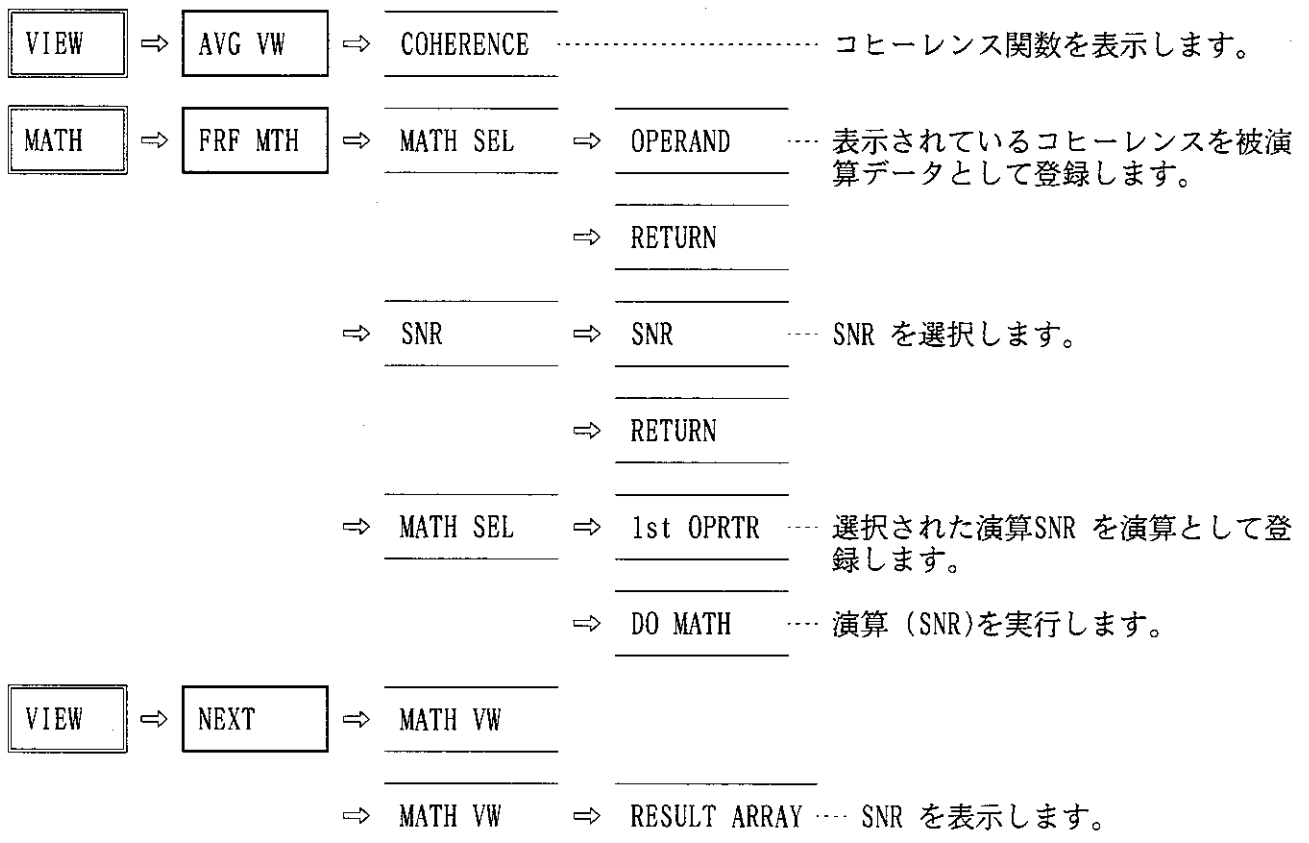 VIEW ⇨ AVG VW ⇨ COHERENCE ……… コヒーレンス関数を表示します。
MATH ⇨ FRF MTH ⇨ MATH SEL ⇨ OPERAND …… 表示されているコヒーレンスを被演
算データとして登録します。
⇨ RETURN
⇨ SNR ⇨ SNR …… SNR を選択します。
⇨ RETURN
⇨ MATH SEL ⇨ 1st OPRTR …… 選択された演算SNR を演算として登
録します。
⇨ DO MATH …… 演算 (SNR)を実行します。
VIEW ⇨ NEXT ⇨ MATH VW
⇨ MATH VW ⇨ RESULT ARRAY …… SNR を表示します。